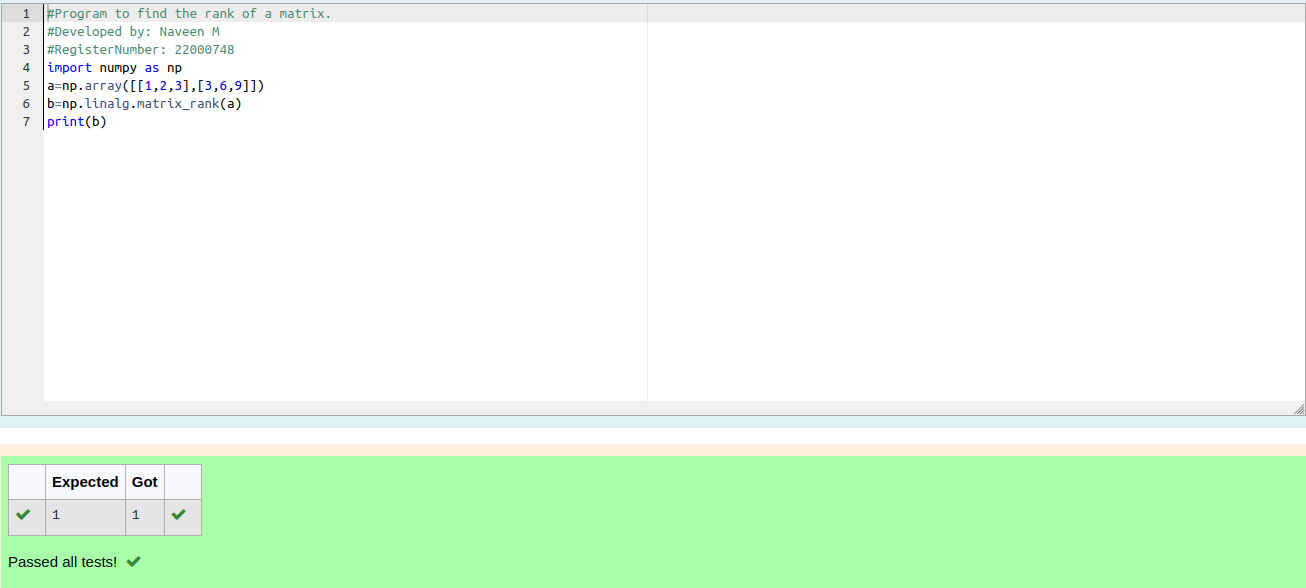 1 #Program to find the rank of a matrix.
2 #Developed by: Naveen M
3 #RegisterNumber: 22000748
4 import numpy as np
5 a=np.array([[1,2,3],[3,6,9]])
6 b=np.linalg.matrix_rank(a)
7 print(b)
Expected Got
1 1
Passed all tests!